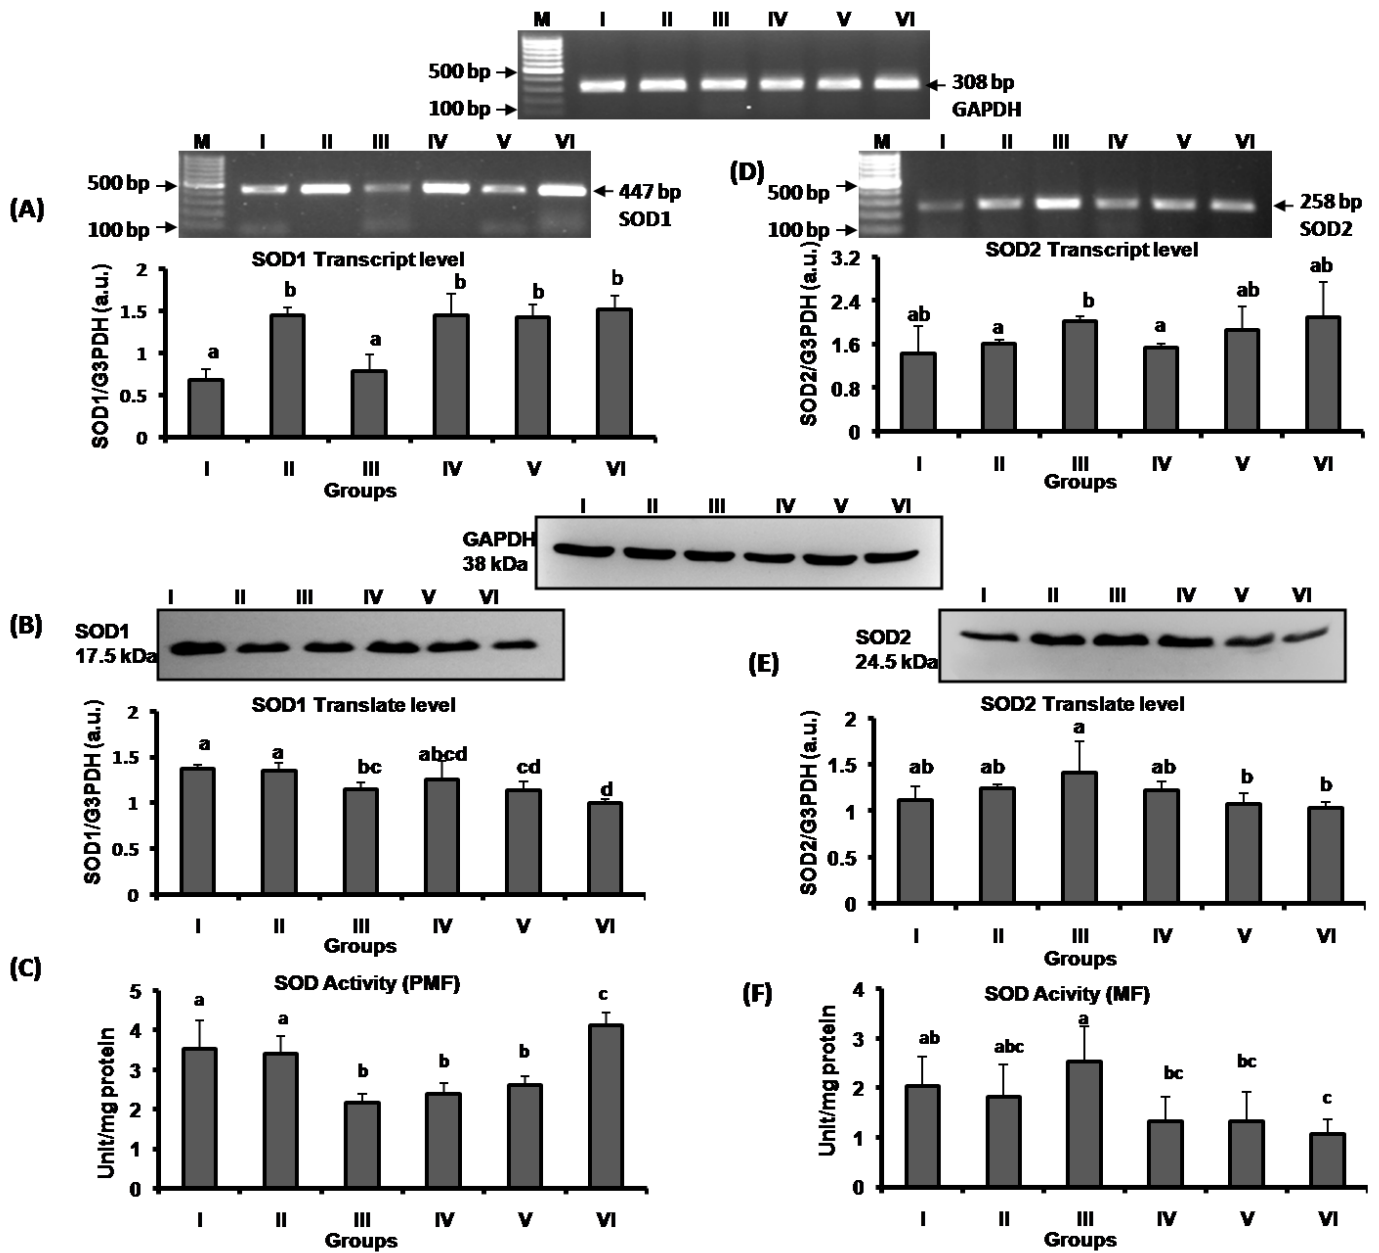 M I II III IV V VI
500 bp
100 bp
308 bp
GAPDH
(A)
M I II III IV V VI
500 bp
100 bp
447 bp
SOD1
SOD1 Transcript level
SOD1/G3PDH (a.u.)
2
1.5
1
0.5
0
a b a b b b
I II III IV V VI
Groups
(D)
M I II III IV V VI
500 bp
100 bp
258 bp
SOD2
SOD2 Transcript level
SOD2/G3PDH (a.u.)
3.2
2.4
1.6
0.8
0
ab a b a ab ab
I II III IV V VI
Groups
I II III IV V VI
GAPDH
38 kDa
(B)
I II III IV V VI
SOD1
17.5 kDa
SOD1 Translate level
SOD1/G3PDH (a.u.)
2
1.5
1
0.5
0
a a bc abcd cd d
I II III IV V VI
Groups
(E)
I II III IV V VI
SOD2
24.5 kDa
SOD2 Translate level
SOD2/G3PDH (a.u.)
2
1.5
1
0.5
0
ab ab a ab b b
I II III IV V VI
Groups
(C)
SOD Activity (PMF)
Unit/mg protein
5
4
3
2
1
0
a a b b b c
I II III IV V VI
Groups
(F)
SOD Acivity (MF)
Unit/mg protein
4
3
2
1
0
ab abc a bc bc c
I II III IV V VI
Groups